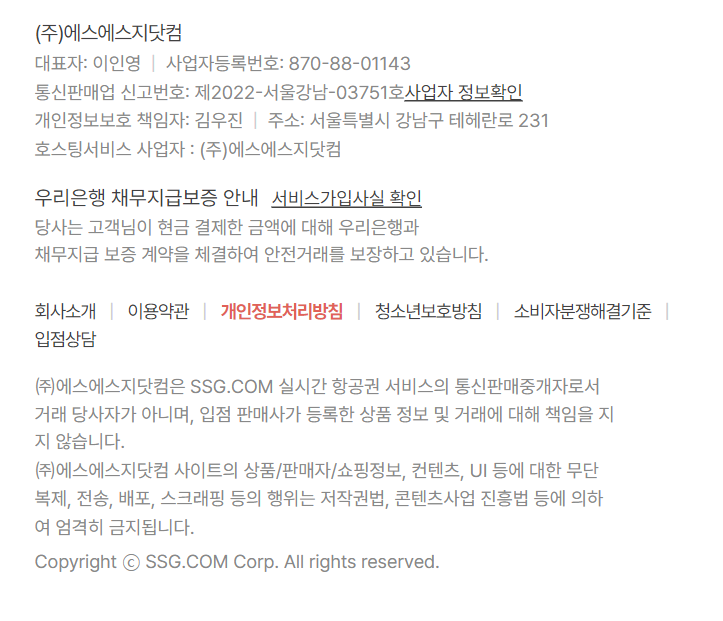 (주)에스에스지닷컴
대표자: 이인영 | 사업자등록번호: 870-88-01143
통신판매업 신고번호: 제2022-서울강남-03751호사업자 정보확인
개인정보보호 책임자: 김우진 | 주소: 서울특별시 강남구 테헤란로 231
호스팅서비스 사업자 : (주)에스에스지닷컴
우리은행 채무지급보증 안내 서비스가입사실 확인
당사는 고객님이 현금 결제한 금액에 대해 우리은행과
채무지급 보증 계약을 체결하여 안전거래를 보장하고 있습니다.
회사소개 | 이용약관 | 개인정보처리방침 | 청소년보호방침 | 소비자분쟁해결기준 |
입점상담
㈜에스에스지닷컴은 SSG.COM 실시간 항공권 서비스의 통신판매중개자로서
거래 당사자가 아니며, 입점 판매사가 등록한 상품 정보 및 거래에 대해 책임을 지
지 않습니다.
㈜에스에스지닷컴 사이트의 상품/판매자/쇼핑정보, 컨텐츠, UI 등에 대한 무단
복제, 전송, 배포, 스크래핑 등의 행위는 저작권법, 콘텐츠사업 진흥법 등에 의하
여 엄격히 금지됩니다.
Copyright ⓒ SSG.COM Corp. All rights reserved.